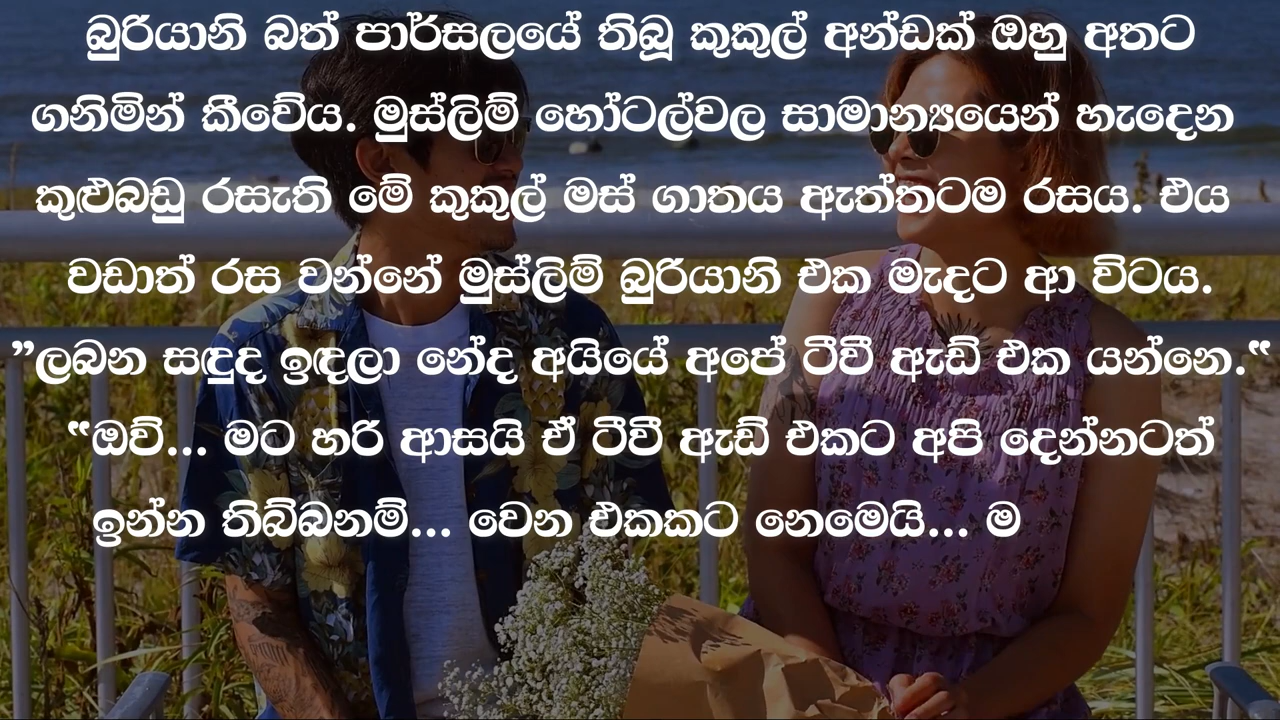 බුරියානි බත් පාර්සලයේ තිබූ කුකුල් අන්ඩක් ඔහු අතට
ගනිමින් කීවේය. මුස්ලිම් හෝටල්වල සාමාන්‍යයෙන් හැදෙන
කුළුබඩු රසැති මේ කුකුල් මස් ගාතය ඇත්තටම රසය. එය
වඩාත් රස වන්නේ මුස්ලිම් බුරියානි එක මැදට ආ විටය.
”ලබන සඳුද ඉඳලා නේද අයියේ අපේ ටීවී ඇඩ් එක යන්නෙ.“
“ඔව්... මට හරි ආසයි ඒ ටීවී ඇඩ් එකට අපි දෙන්නටත්
ඉන්න තිබ්බනම්... වෙන එකකට නෙමෙයි... ම